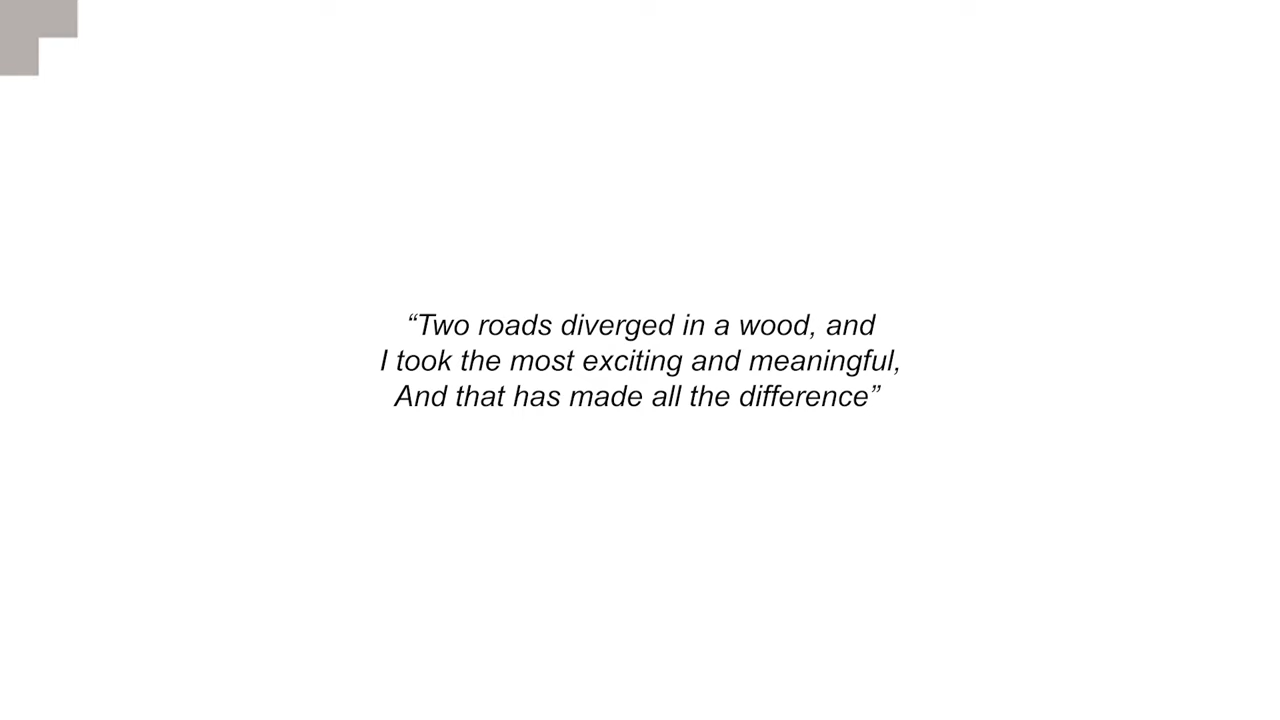 “Two roads diverged in a wood, and
I took the most exciting and meaningful,
And that has made all the difference”